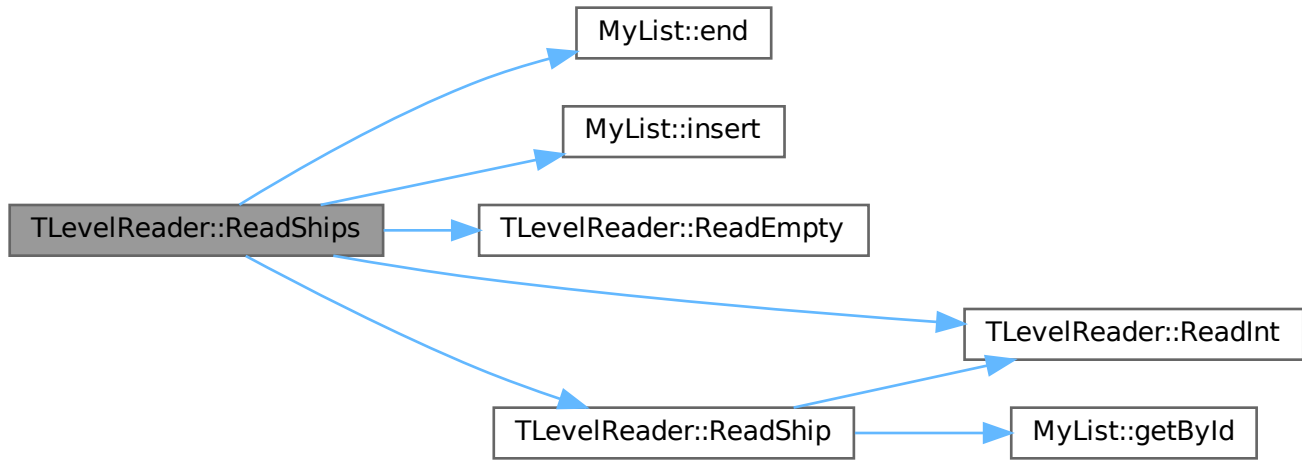 MyList::end
MyList::insert
TLevelReader::ReadShips
TLevelReader::ReadEmpty
TLevelReader::ReadInt
TLevelReader::ReadShip
MyList::getById